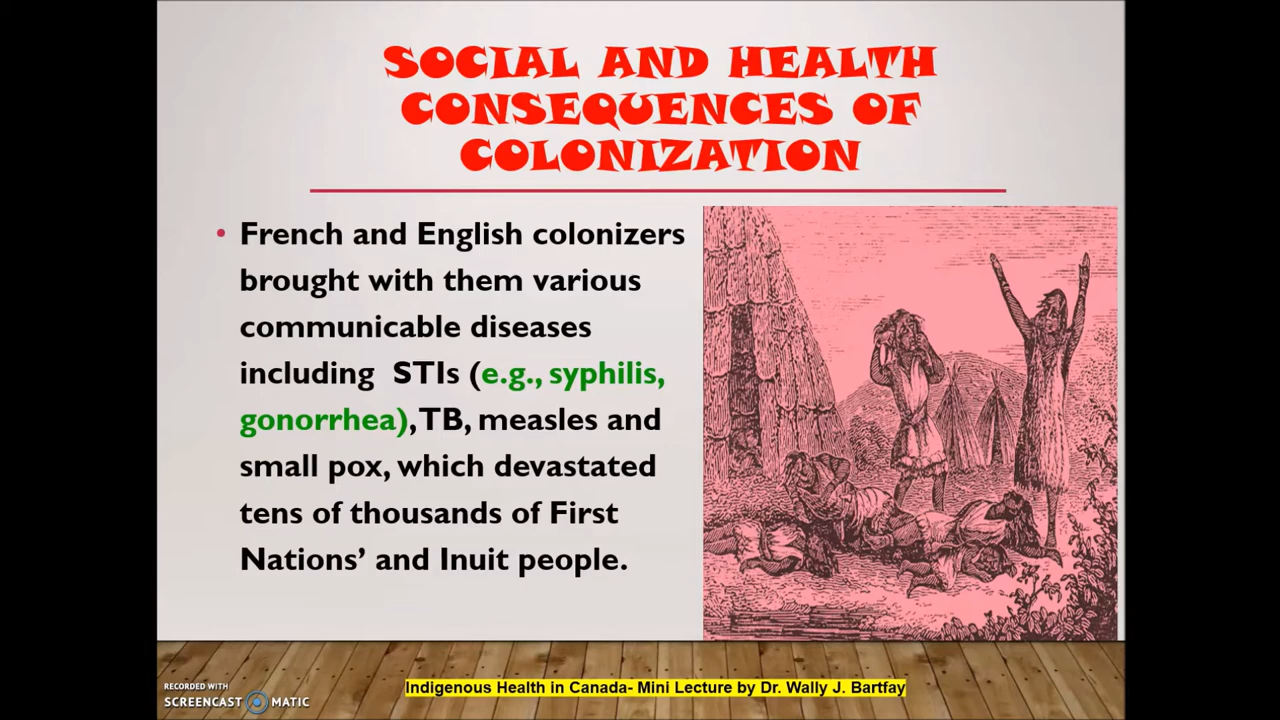 SOCIAL AND HEALTH
CONSEQUENCES OF
COLONIZATION
• French and English colonizers
brought with them various
communicable diseases
including  STIs (e.g., syphilis,
gonorrhea), TB, measles and
small pox, which devastated
tens of thousands of First
Nations’ and Inuit people.
RECORDED WITH
SCREENCAST MATIC
Indigenous Health in Canada- Mini Lecture by Dr. Wally J. Bartfay